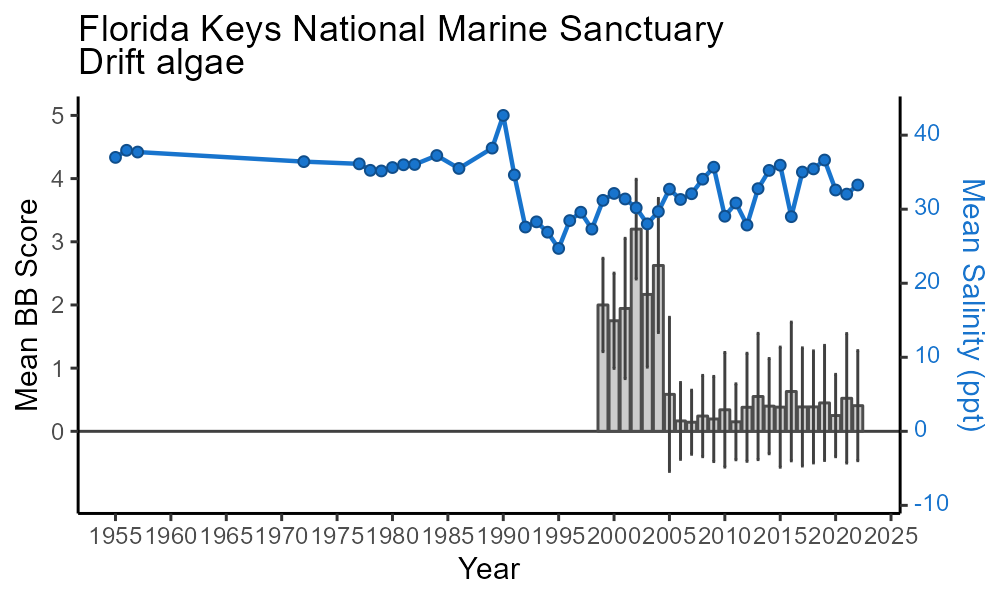 Florida Keys National Marine Sanctuary
Drift algae
5
4
3
2
1
0
Mean BB Score
40
30
20
10
0
-10
Mean Salinity (ppt)
1955 1960 1965 1970 1975 1980 1985 1990 1995 2000 2005 2010 2015 2020 2025
Year